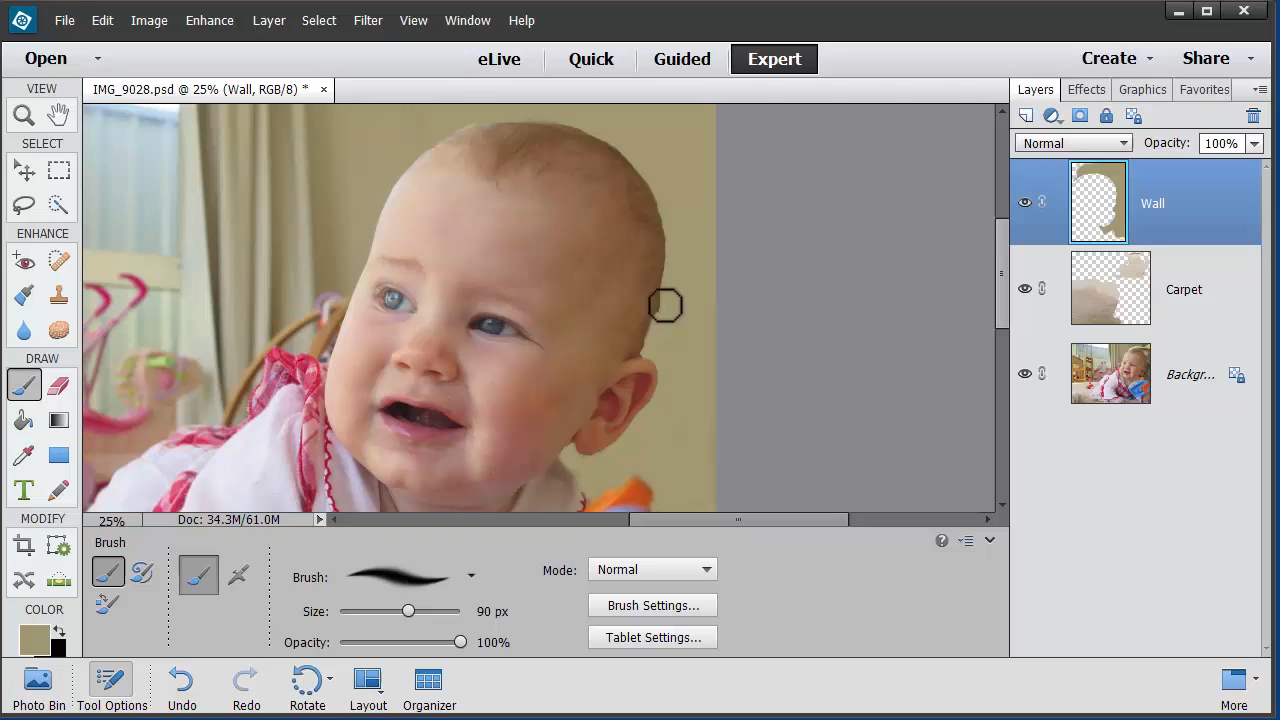 File Edit Image Enhance Layer Select Filter View Window Help
Open eLive Quick Guided Expert Create Share
VIEW
IMG_9028.psd @ 25% (Wall, RGB/8) * ×
Layers Effects Graphics Favorites
SELECT
Normal Opacity: 100%
Wall
ENHANCE
Carpet
DRAW
Backgr...
T
MODIFY
25% Doc: 34.3M/61.0M
Brush
Brush: Mode: Normal
COLOR
Size: 90 px Brush Settings...
Opacity: 100% Tablet Settings...
Photo Bin Tool Options Undo Redo Rotate Layout Organizer More